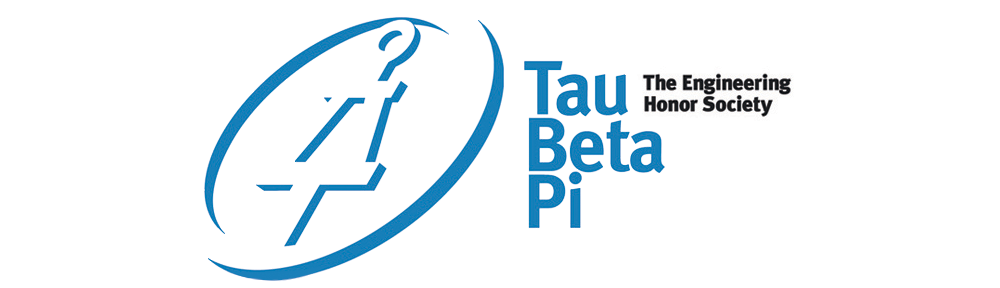 Tau
Beta
Pi
The Engineering
Honor Society